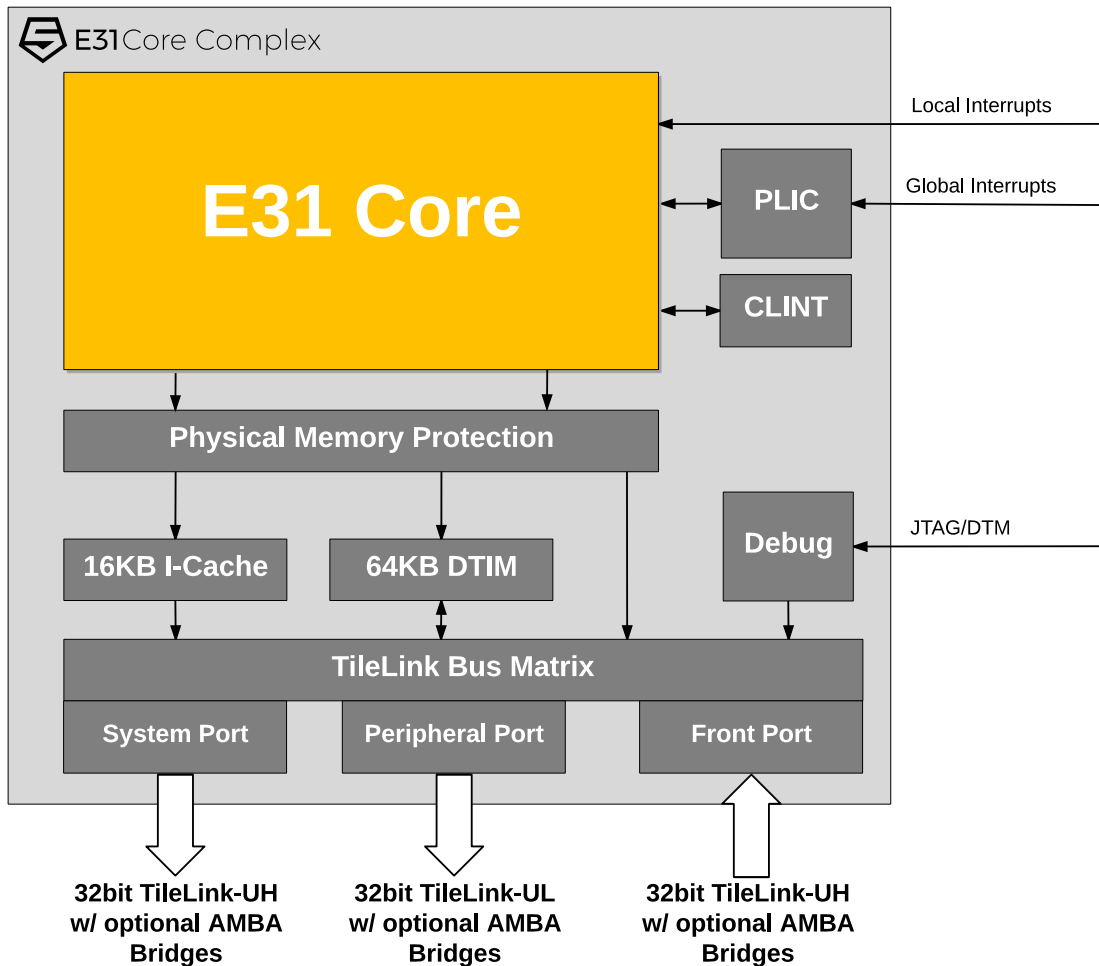 E31Core Complex
E31 Core
Local Interrupts
PLIC
Global Interrupts
CLINT
Physical Memory Protection
16KB I-Cache
64KB DTIM
Debug
JTAG/DTM
TileLink Bus Matrix
System Port
Peripheral Port
Front Port
32bit TileLink-UH
w/ optional AMBA
Bridges
32bit TileLink-UL
w/ optional AMBA
Bridges
32bit TileLink-UH
w/ optional AMBA
Bridges